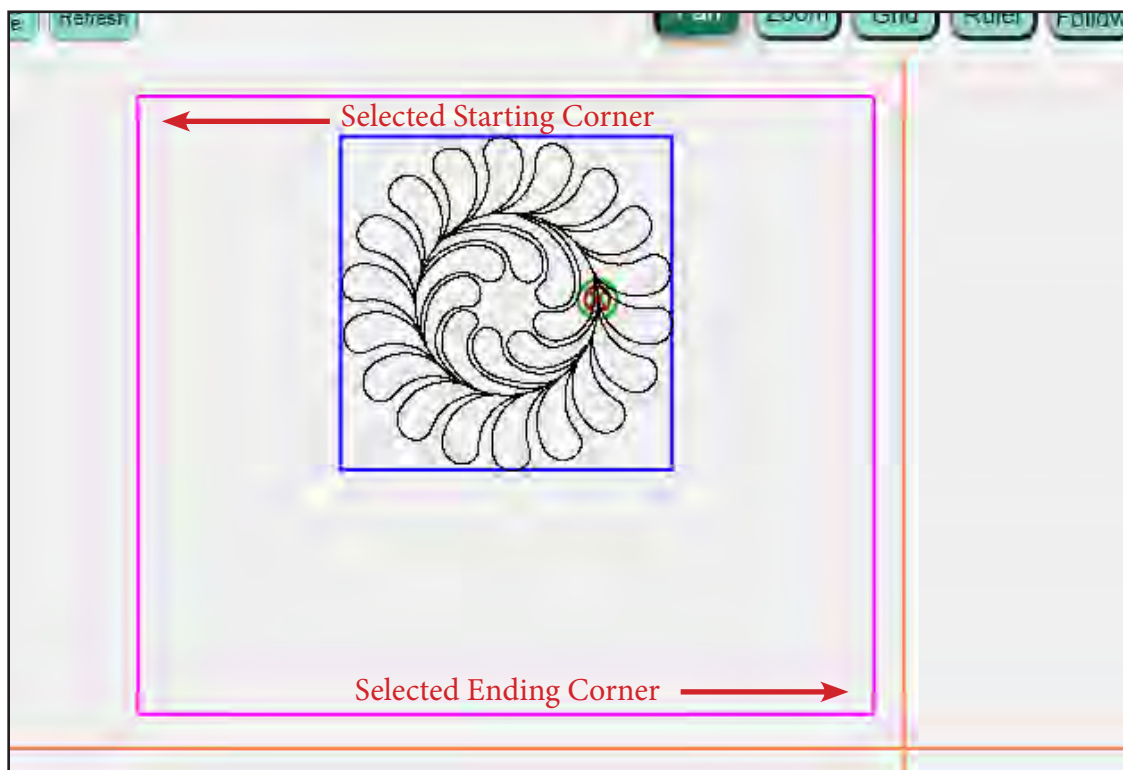 Refresh
Zoom
Grid
Ruler
Selected Starting Corner
Selected Ending Corner